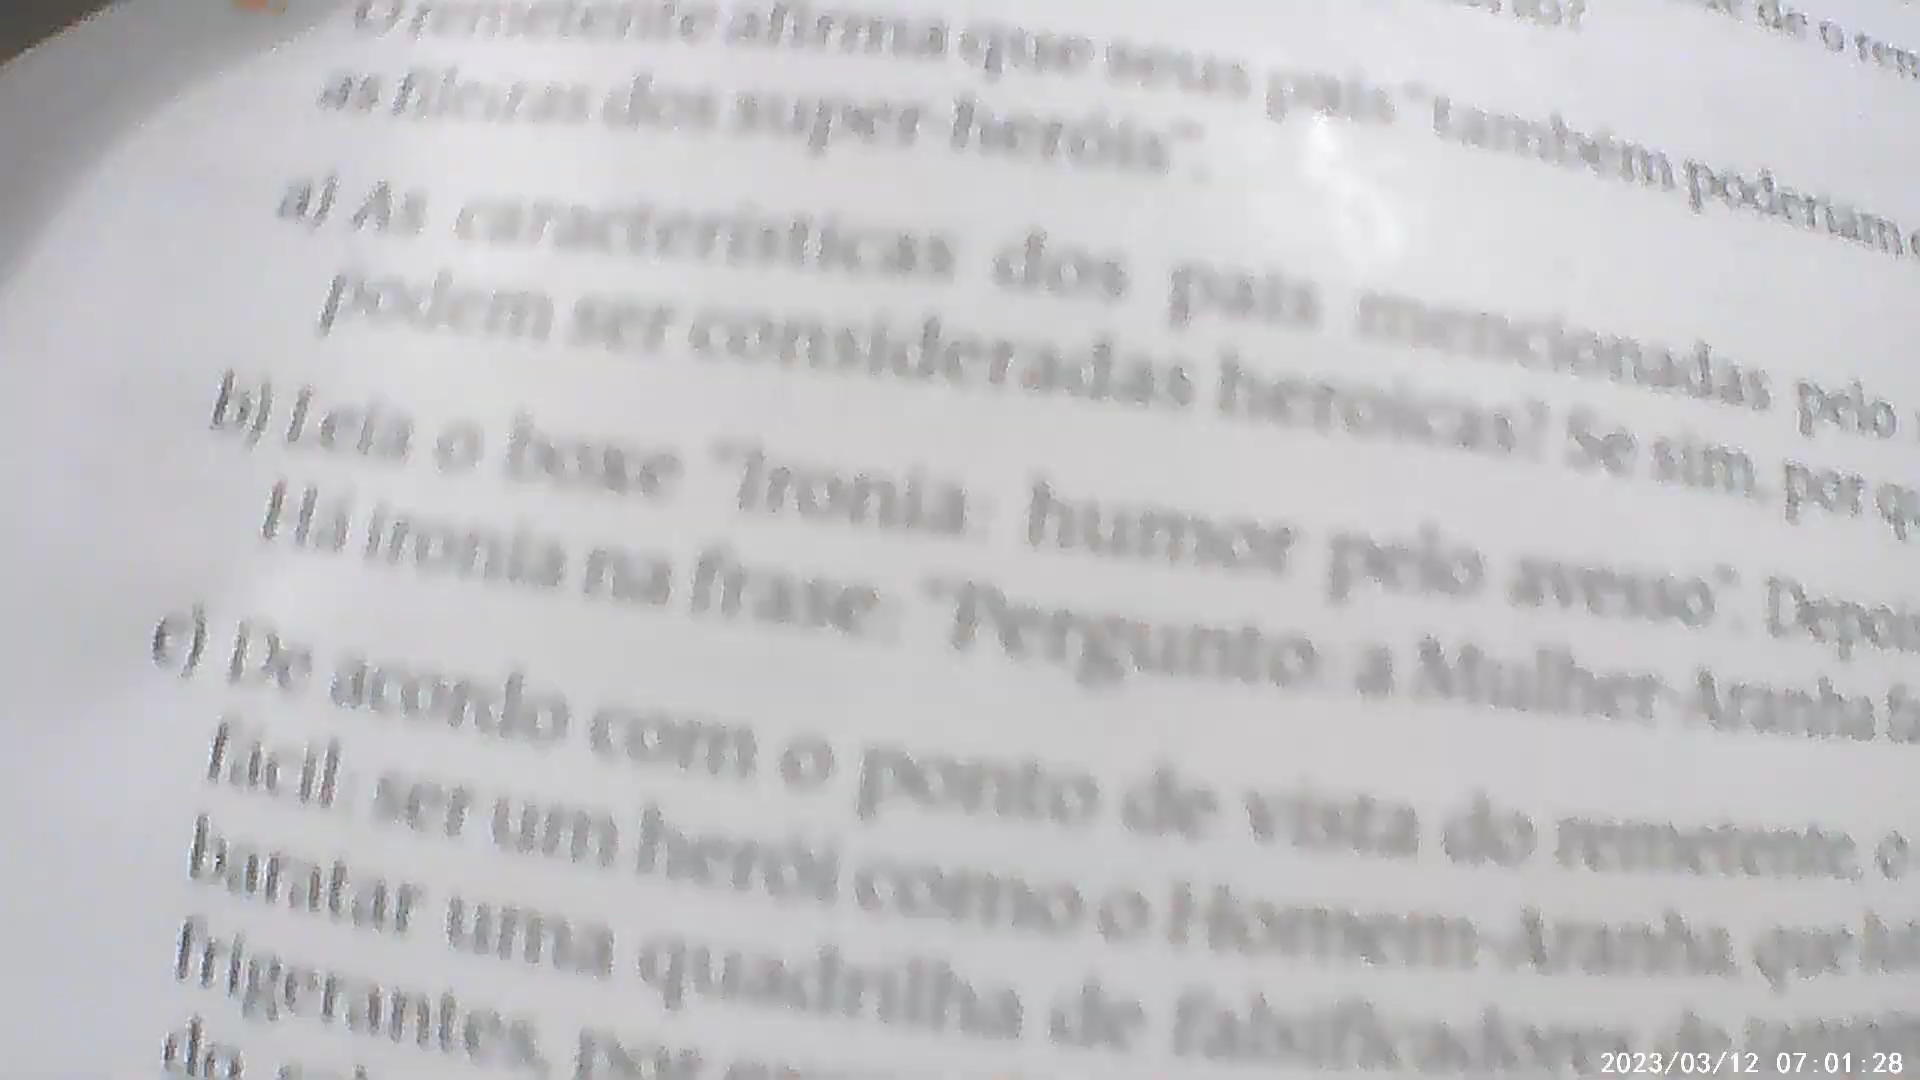 O remetente afirma que seus pais "também poderiam
as fileiras dos super-heróis".
a) As características dos pais mencionadas pelo
podem ser consideradas heroicas? Se sim, por
b) Leia o boxe "Ironia: humor pelo avesso". Depois
Há ironia na frase: "Pergunto: a Mulher-Aranha
c) De acordo com o ponto de vista do remetente, o
fácil: ser um herói como o Homem-Aranha, que
baratar uma quadrilha de falsificadores de
frigerantes,
2023/03/12 07:01:28